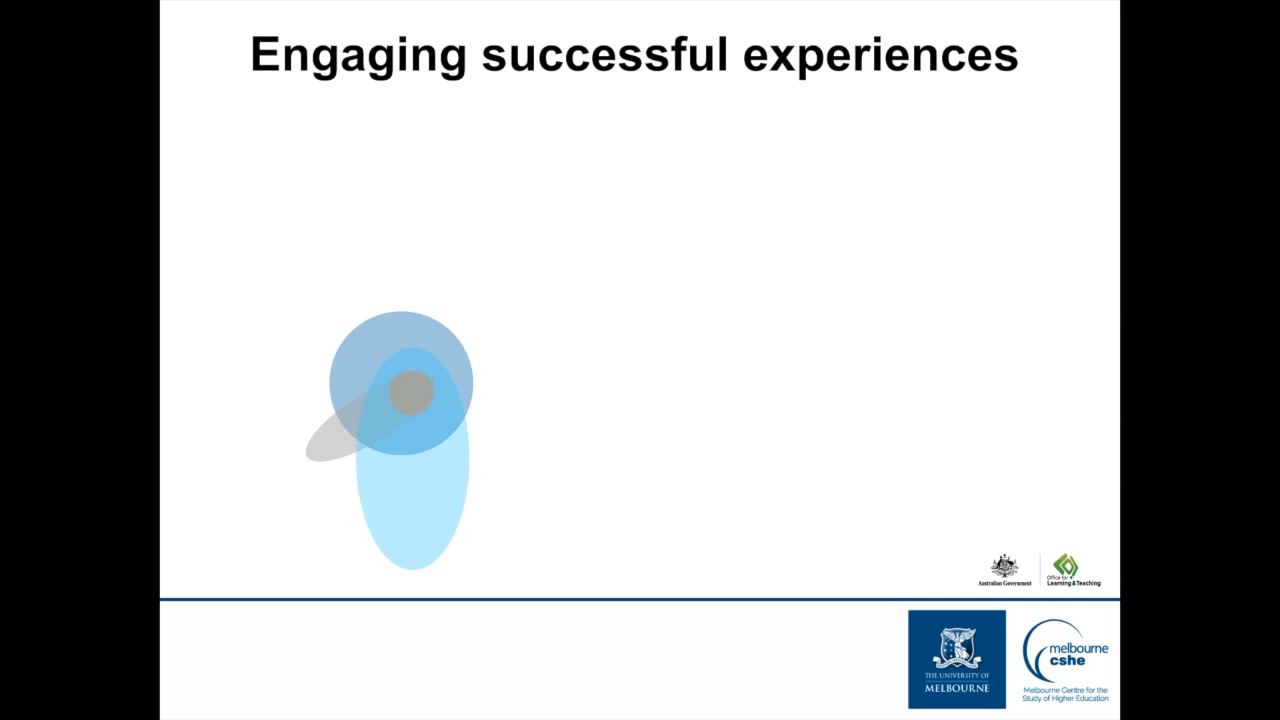 Engaging successful experiences
Australian Government
Office for
Learning & Teaching
THE UNIVERSITY OF
MELBOURNE
melbourne
cshe
Melbourne Centre for the
Study of Higher Education